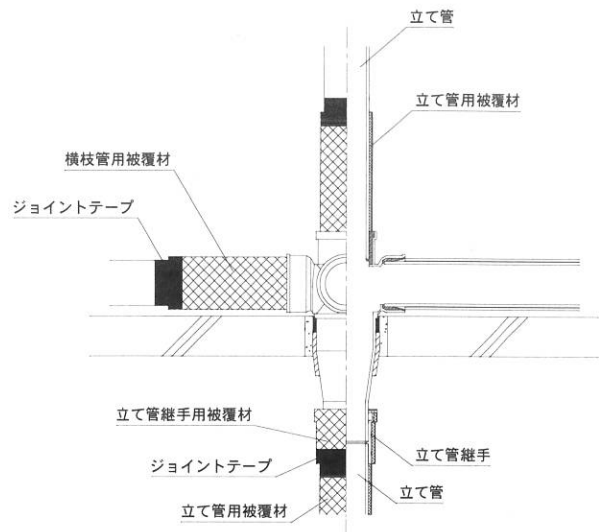 立て管
立て管用被覆材
横枝管用被覆材
ジョイントテープ
立て管継手用被覆材
立て管継手
ジョイントテープ
立て管
立て管用被覆材